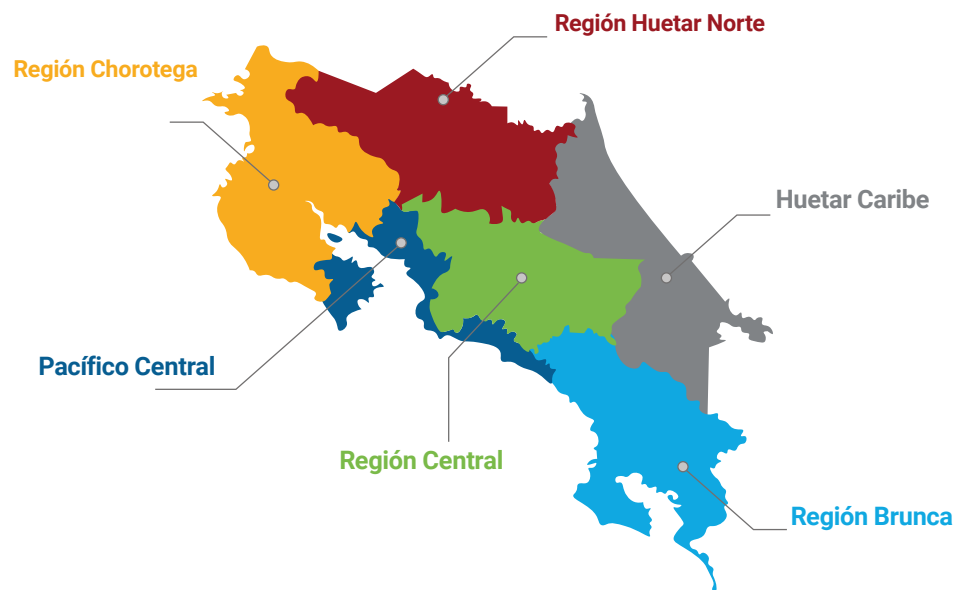 Región Huetar Norte
Región Chorotega
Huetar Caribe
Pacífico Central
Región Central
Región Brunca